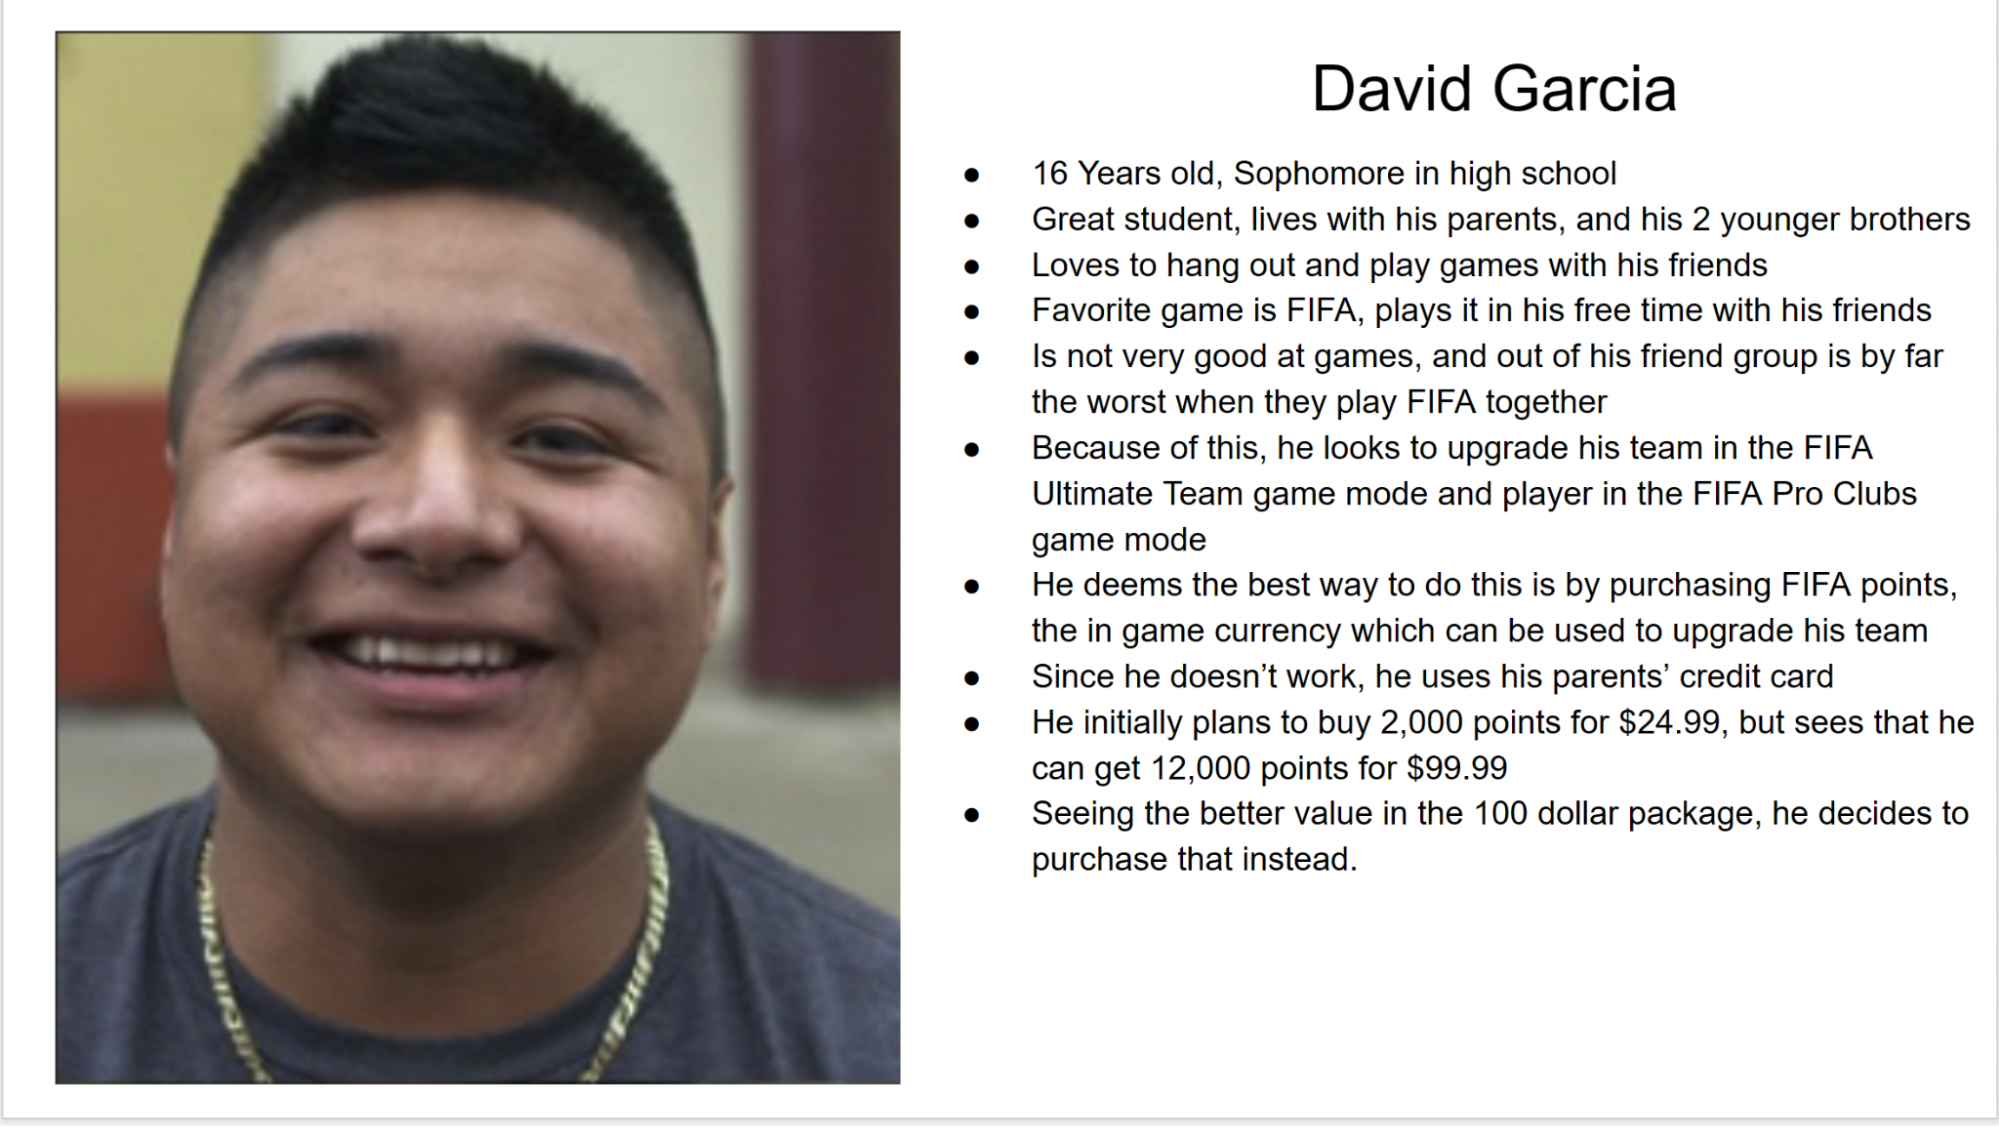 David Garcia
● 16 Years old, Sophomore in high school
● Great student, lives with his parents, and his 2 younger brothers
● Loves to hang out and play games with his friends
● Favorite game is FIFA, plays it in his free time with his friends
● Is not very good at games, and out of his friend group is by far
the worst when they play FIFA together
● Because of this, he looks to upgrade his team in the FIFA
Ultimate Team game mode and player in the FIFA Pro Clubs
game mode
● He deems the best way to do this is by purchasing FIFA points,
the in game currency which can be used to upgrade his team
● Since he doesn’t work, he uses his parents’ credit card
● He initially plans to buy 2,000 points for $24.99, but sees that he
can get 12,000 points for $99.99
● Seeing the better value in the 100 dollar package, he decides to
purchase that instead.